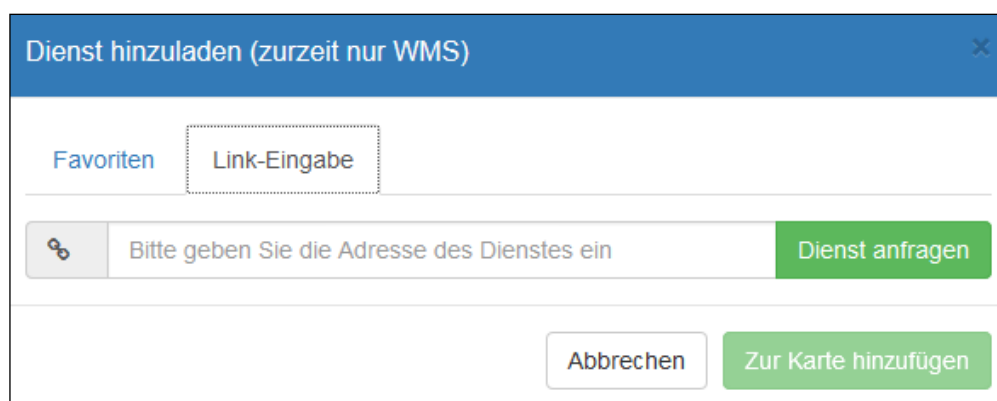 Dienst hinzuladen (zurzeit nur WMS)
×
Favoriten Link-Eingabe
Bitte geben Sie die Adresse des Dienstes ein Dienst anfragen
Abbrechen Zur Karte hinzufügen